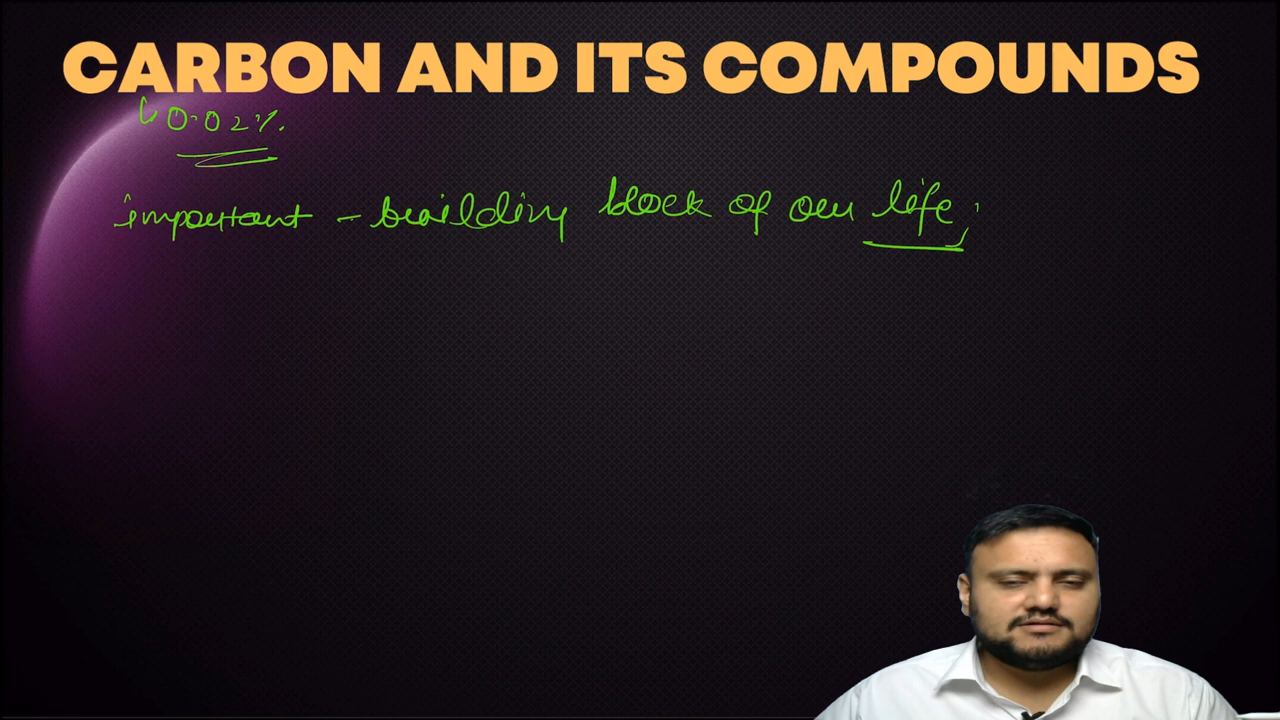 CARBON AND ITS COMPOUNDS
↳ 0.02%.
important - building block of our life,